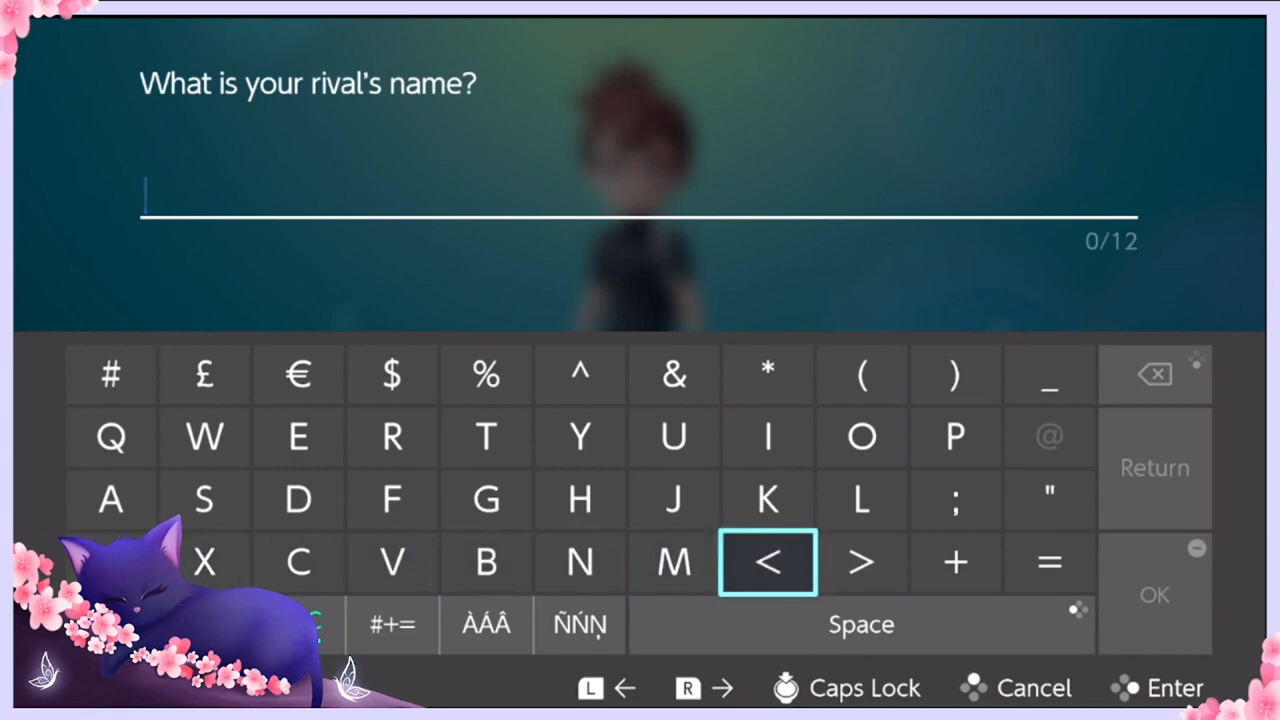 What is your rival's name?
0/12
# £ € $ % ^ & * ( ) _
Q W E R T Y U I O P @
Return
A S D F G H J K L ; "
X C V B N M < > + =
OK
#+= ÀÁÂ ÑŃŅ Space
L ← R → Caps Lock Cancel Enter